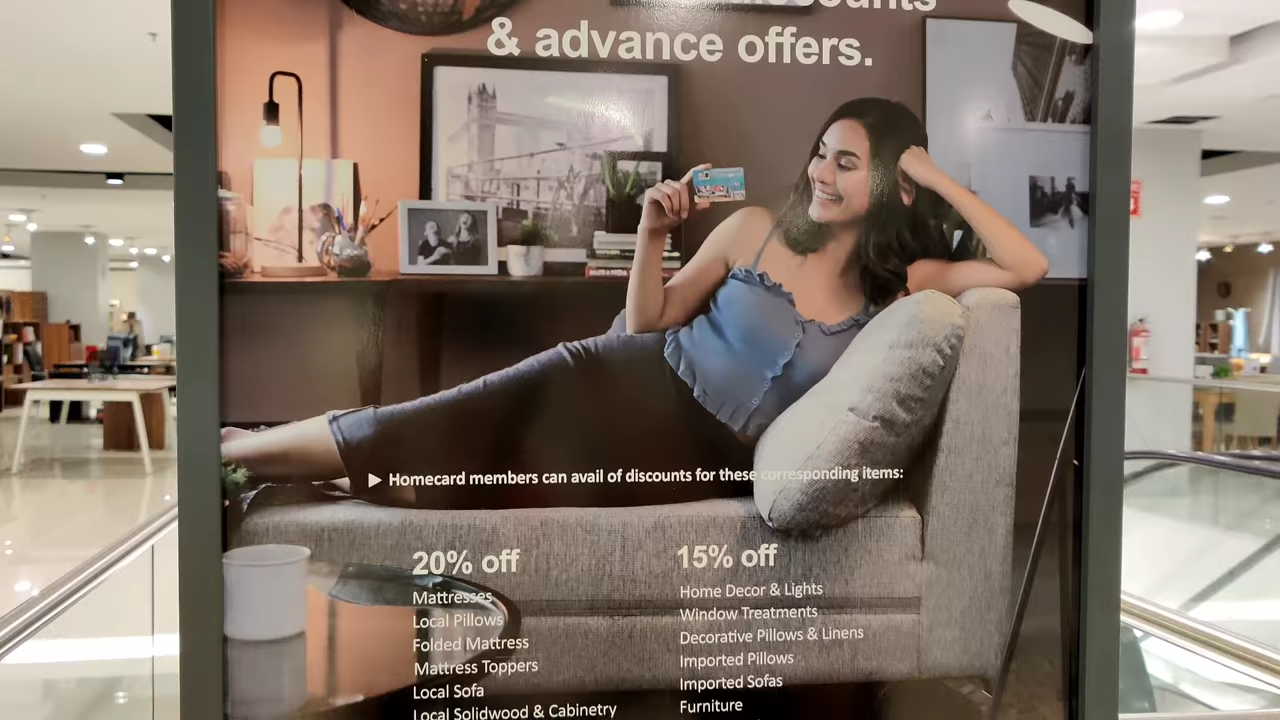 & advance offers.
▶ Homecard members can avail of discounts for these corresponding items:
20% off
Mattresses
Local Pillows
Folded Mattress
Mattress Toppers
Local Sofa
Local Solidwood & Cabinetry
15% off
Home Decor & Lights
Window Treatments
Decorative Pillows & Linens
Imported Pillows
Imported Sofas
Furniture